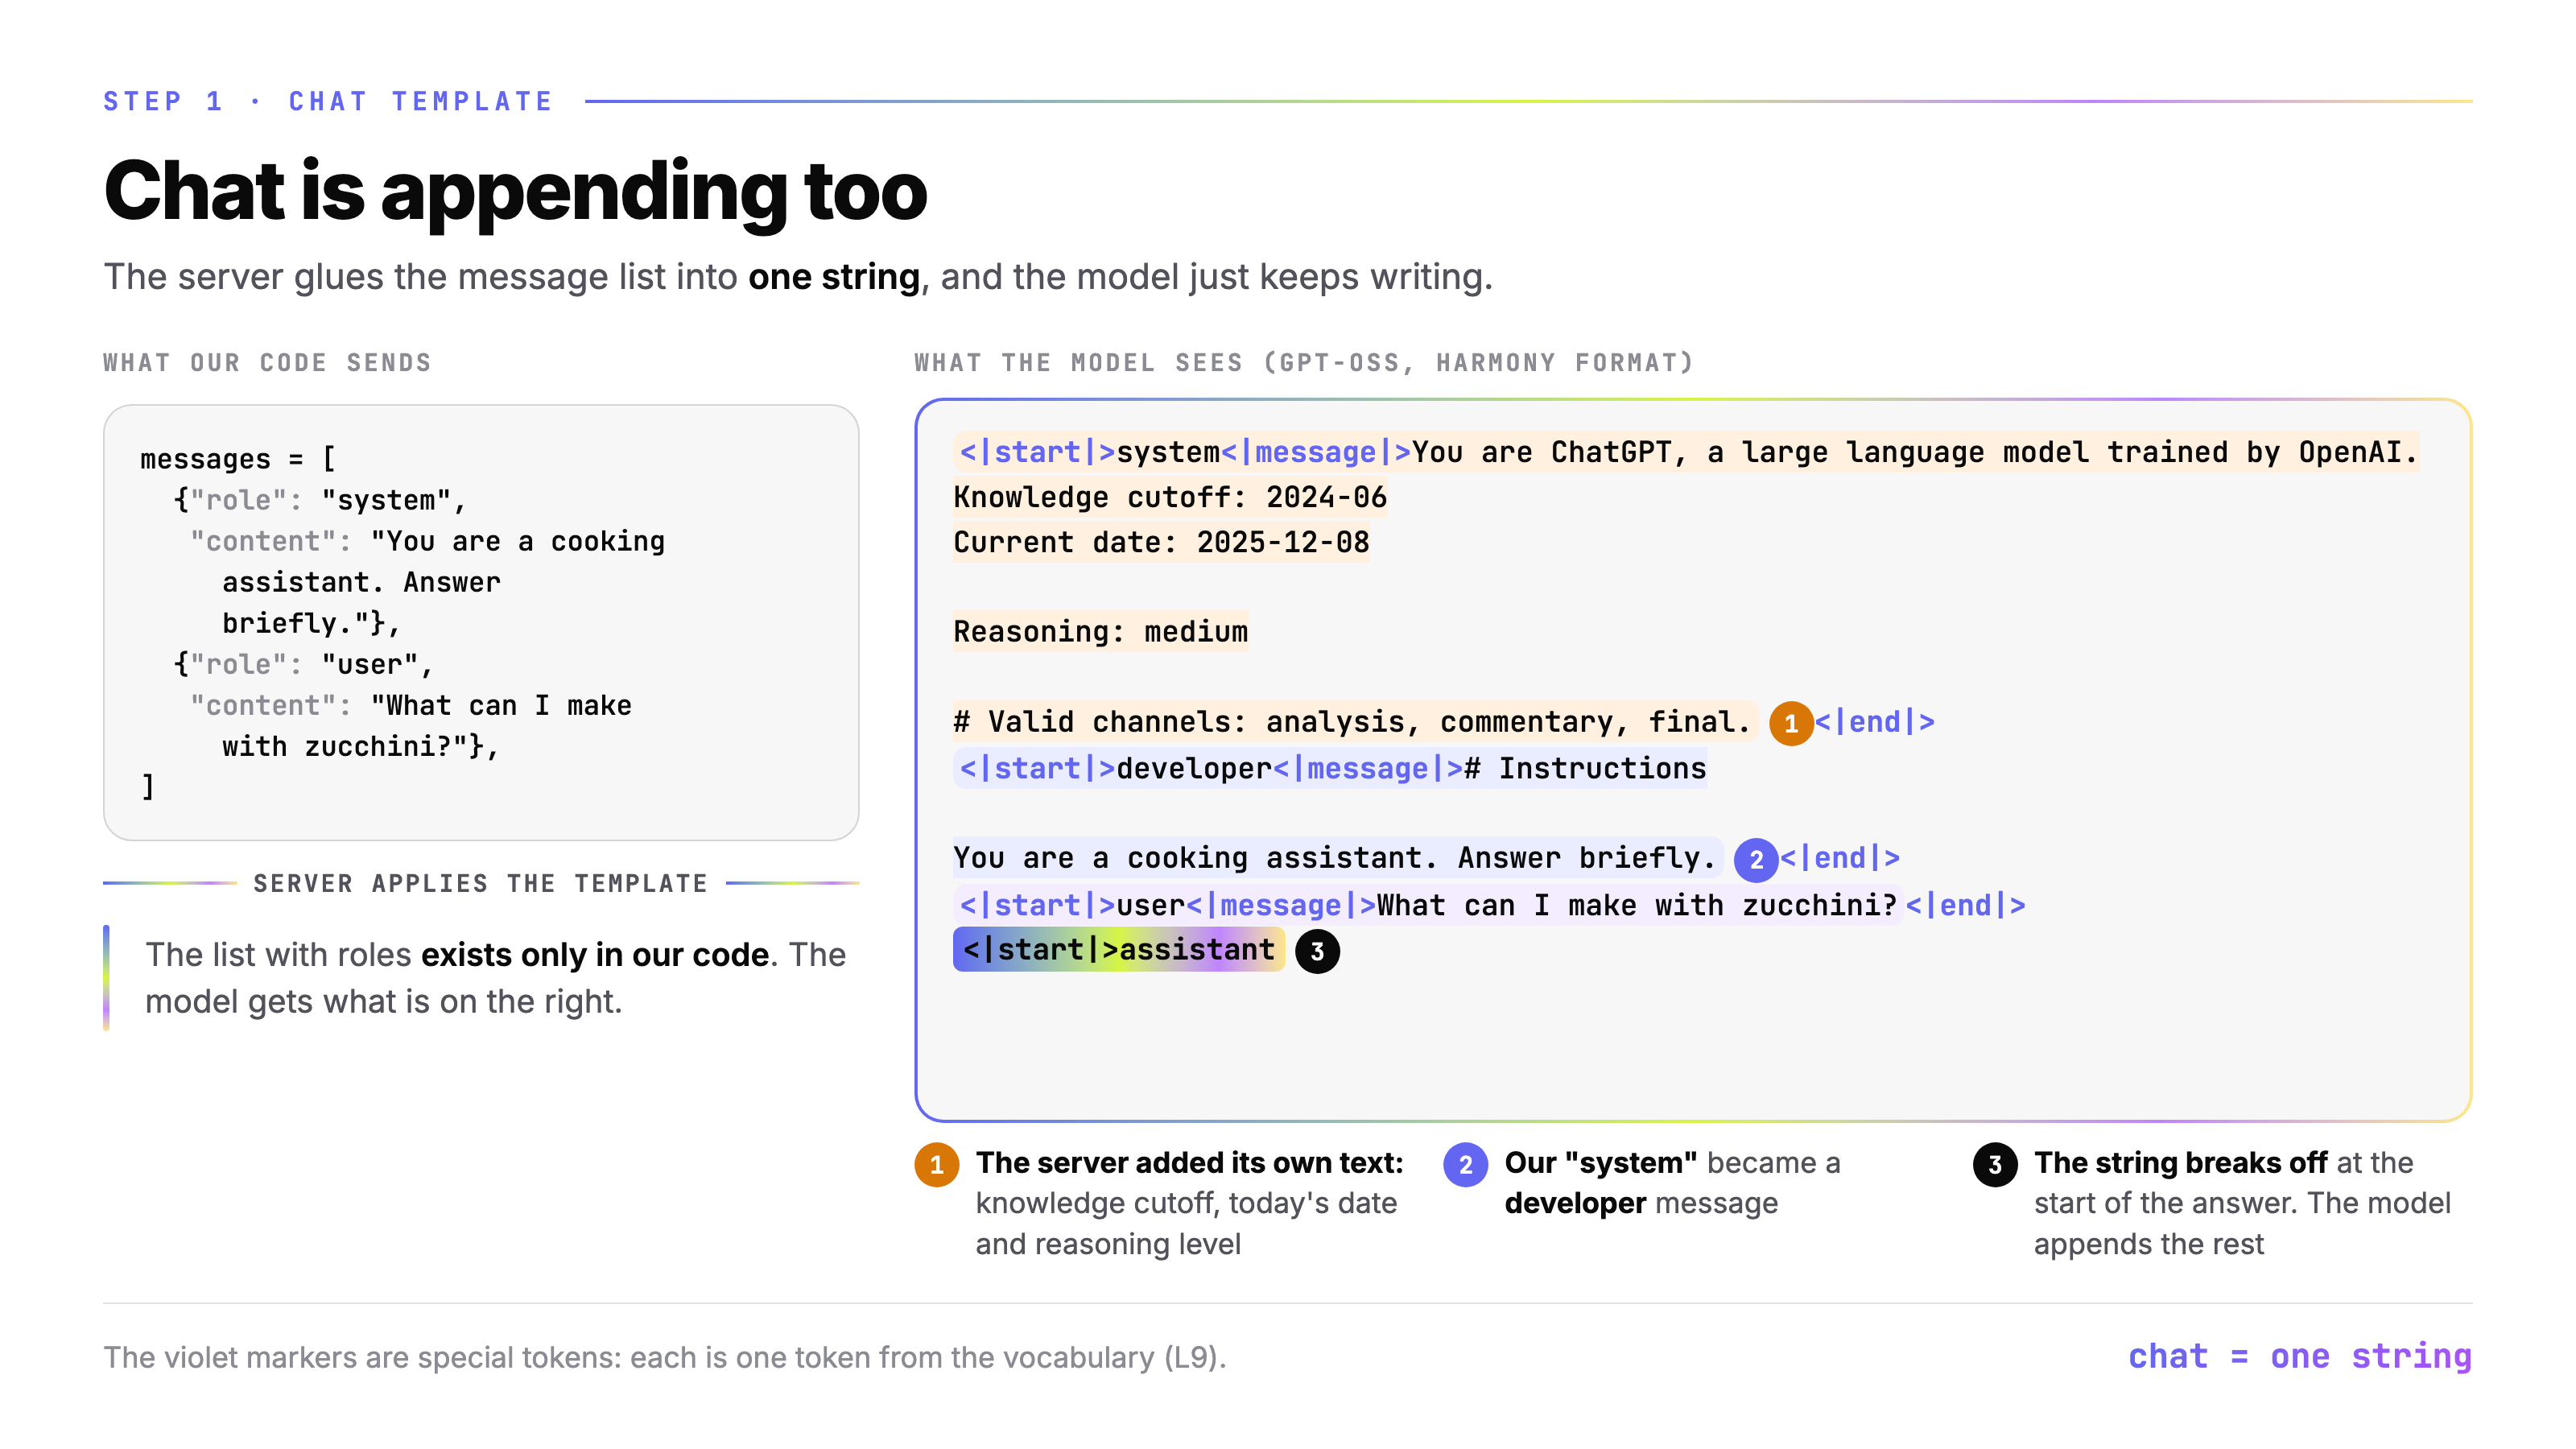 STEP 1 · CHAT TEMPLATE
Chat is appending too
The server glues the message list into one string, and the model just keeps writing.
WHAT OUR CODE SENDS
messages = [
  {"role": "system",
   "content": "You are a cooking
     assistant. Answer
     briefly."},
  {"role": "user",
   "content": "What can I make
     with zucchini?"},
]
SERVER APPLIES THE TEMPLATE
The list with roles exists only in our code. The
model gets what is on the right.
WHAT THE MODEL SEES (GPT-OSS, HARMONY FORMAT)
<|start|>system<|message|>You are ChatGPT, a large language model trained by OpenAI.
Knowledge cutoff: 2024-06
Current date: 2025-12-08
Reasoning: medium
# Valid channels: analysis, commentary, final. 1<|end|>
<|start|>developer<|message|># Instructions
You are a cooking assistant. Answer briefly. 2<|end|>
<|start|>user<|message|>What can I make with zucchini?<|end|>
<|start|>assistant 3
1 The server added its own text:
knowledge cutoff, today's date
and reasoning level
2 Our "system" became a
developer message
3 The string breaks off at the
start of the answer. The model
appends the rest
The violet markers are special tokens: each is one token from the vocabulary (L9).
chat = one string